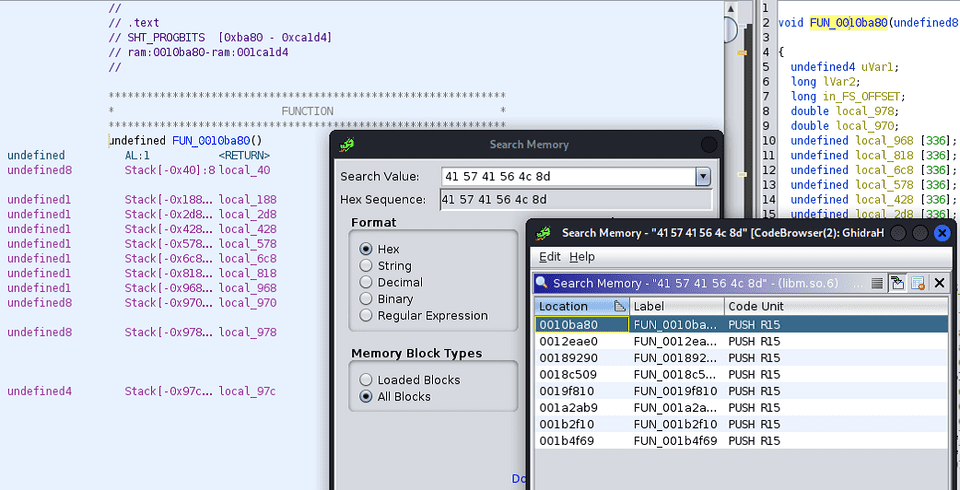 //
// .text
// SHT_PROGBITS [0xba80 - 0xca1d4]
// ram:0010ba80-ram:001ca1d4
//
************************************************************
* FUNCTION *
************************************************************
undefined FUN_0010ba80()
undefined AL:1 <RETURN>
undefined8 Stack[-0x40]:8 local_40
undefined1 Stack[-0x188... local_188
undefined1 Stack[-0x2d8... local_2d8
undefined1 Stack[-0x428... local_428
undefined1 Stack[-0x578... local_578
undefined1 Stack[-0x6c8... local_6c8
undefined1 Stack[-0x818... local_818
undefined1 Stack[-0x968... local_968
undefined8 Stack[-0x970... local_970
undefined8 Stack[-0x978... local_978
undefined4 Stack[-0x97c... local_97c
1
2 void FUN_0010ba80(undefined8
3
4 {
5 undefined4 uVar1;
6 long lVar2;
7 long in_FS_OFFSET;
8 double local_978;
9 double local_970;
10 undefined local_968 [336];
11 undefined local_818 [336];
12 undefined local_6c8 [336];
13 undefined local_578 [336];
14 undefined local_428 [336];
15 undefined local_2d8 [336];
Search Memory
Search Value: 41 57 41 56 4c 8d
Hex Sequence: 41 57 41 56 4c 8d
Format
Hex
String
Decimal
Binary
Regular Expression
Memory Block Types
Loaded Blocks
All Blocks
Search Memory - "41 57 41 56 4c 8d" [CodeBrowser(2): GhidraH
Edit Help
Search Memory - "41 57 41 56 4c 8d" - (libm.so.6) ...
Location Label Code Unit
0010ba80 FUN_0010ba... PUSH R15
0012eae0 FUN_0012ea... PUSH R15
00189290 FUN_001892... PUSH R15
0018c509 FUN_0018c5... PUSH R15
0019f810 FUN_0019f810 PUSH R15
001a2ab9 FUN_001a2a... PUSH R15
001b2f10 FUN_001b2f10 PUSH R15
001b4f69 FUN_001b4f69 PUSH R15